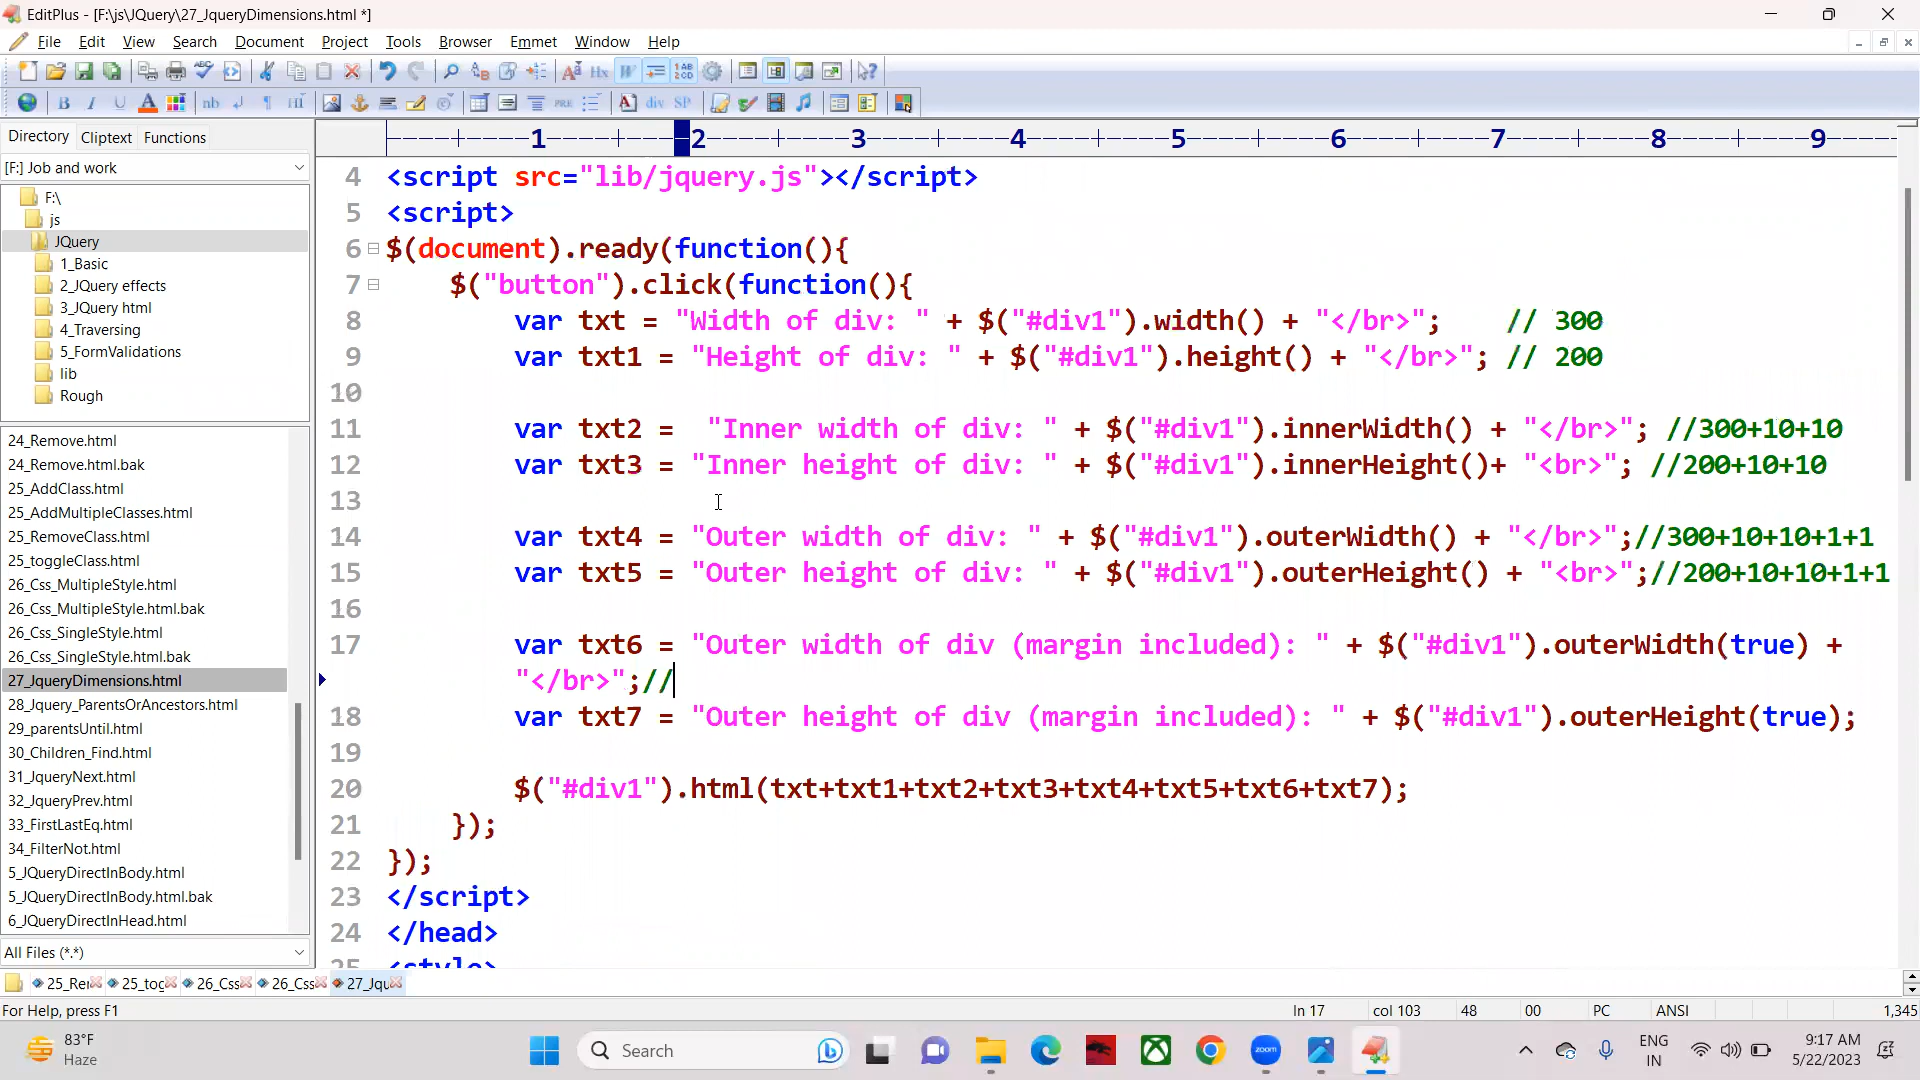 EditPlus - [F:\js\JQuery\27_JqueryDimensions.html *]
File Edit View Search Document Project Tools Browser Emmet Window Help
Directory Cliptext Functions
[F:] Job and work
F:\
js
JQuery
1_Basic
2_JQuery effects
3_JQuery html
4_Traversing
5_FormValidations
lib
Rough
24_Remove.html
24_Remove.html.bak
25_AddClass.html
25_AddMultipleClasses.html
25_RemoveClass.html
25_toggleClass.html
26_Css_MultipleStyle.html
26_Css_MultipleStyle.html.bak
26_Css_SingleStyle.html
26_Css_SingleStyle.html.bak
27_JqueryDimensions.html
28_Jquery_ParentsOrAncestors.html
29_parentsUntil.html
30_Children_Find.html
31_JqueryNext.html
32_JqueryPrev.html
33_FirstLastEq.html
34_FilterNot.html
5_JQueryDirectInBody.html
5_JQueryDirectInBody.html.bak
6_JQueryDirectInHead.html
All Files (*.*)
1 2 3 4 5 6 7 8 9
4 <script src="lib/jquery.js"></script>
5 <script>
6 $(document).ready(function(){
7 $("button").click(function(){
8 var txt = "Width of div: " + $("#div1").width() + "</br>"; // 300
9 var txt1 = "Height of div: " + $("#div1").height() + "</br>"; // 200
10
11 var txt2 = "Inner width of div: " + $("#div1").innerWidth() + "</br>"; //300+10+10
12 var txt3 = "Inner height of div: " + $("#div1").innerHeight()+ "<br>"; //200+10+10
13
14 var txt4 = "Outer width of div: " + $("#div1").outerWidth() + "</br>";//300+10+10+1+1
15 var txt5 = "Outer height of div: " + $("#div1").outerHeight() + "<br>";//200+10+10+1+1
16
17 var txt6 = "Outer width of div (margin included): " + $("#div1").outerWidth(true) +
"</br>";//
18 var txt7 = "Outer height of div (margin included): " + $("#div1").outerHeight(true);
19
20 $("#div1").html(txt+txt1+txt2+txt3+txt4+txt5+txt6+txt7);
21 });
22 });
23 </script>
24 </head>
25 <style>
25_Rei 25_tog 26_Css 26_Css 27_Jqu
For Help, press F1 ln 17 col 103 48 00 PC ANSI 1,345
83°F
Haze
Search
zoom
ENG
IN
9:17 AM
5/22/2023